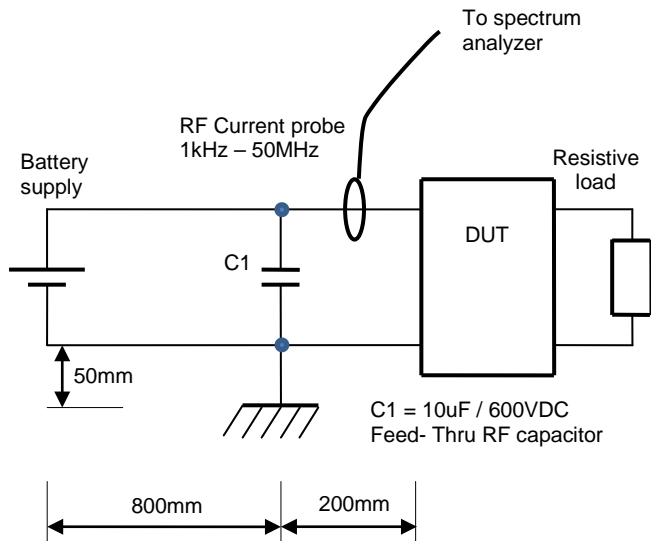 To spectrum
analyzer
RF Current probe
1kHz – 50MHz
Battery
supply
Resistive
load
DUT
C1
50mm
C1 = 10uF / 600VDC
Feed- Thru RF capacitor
800mm
200mm